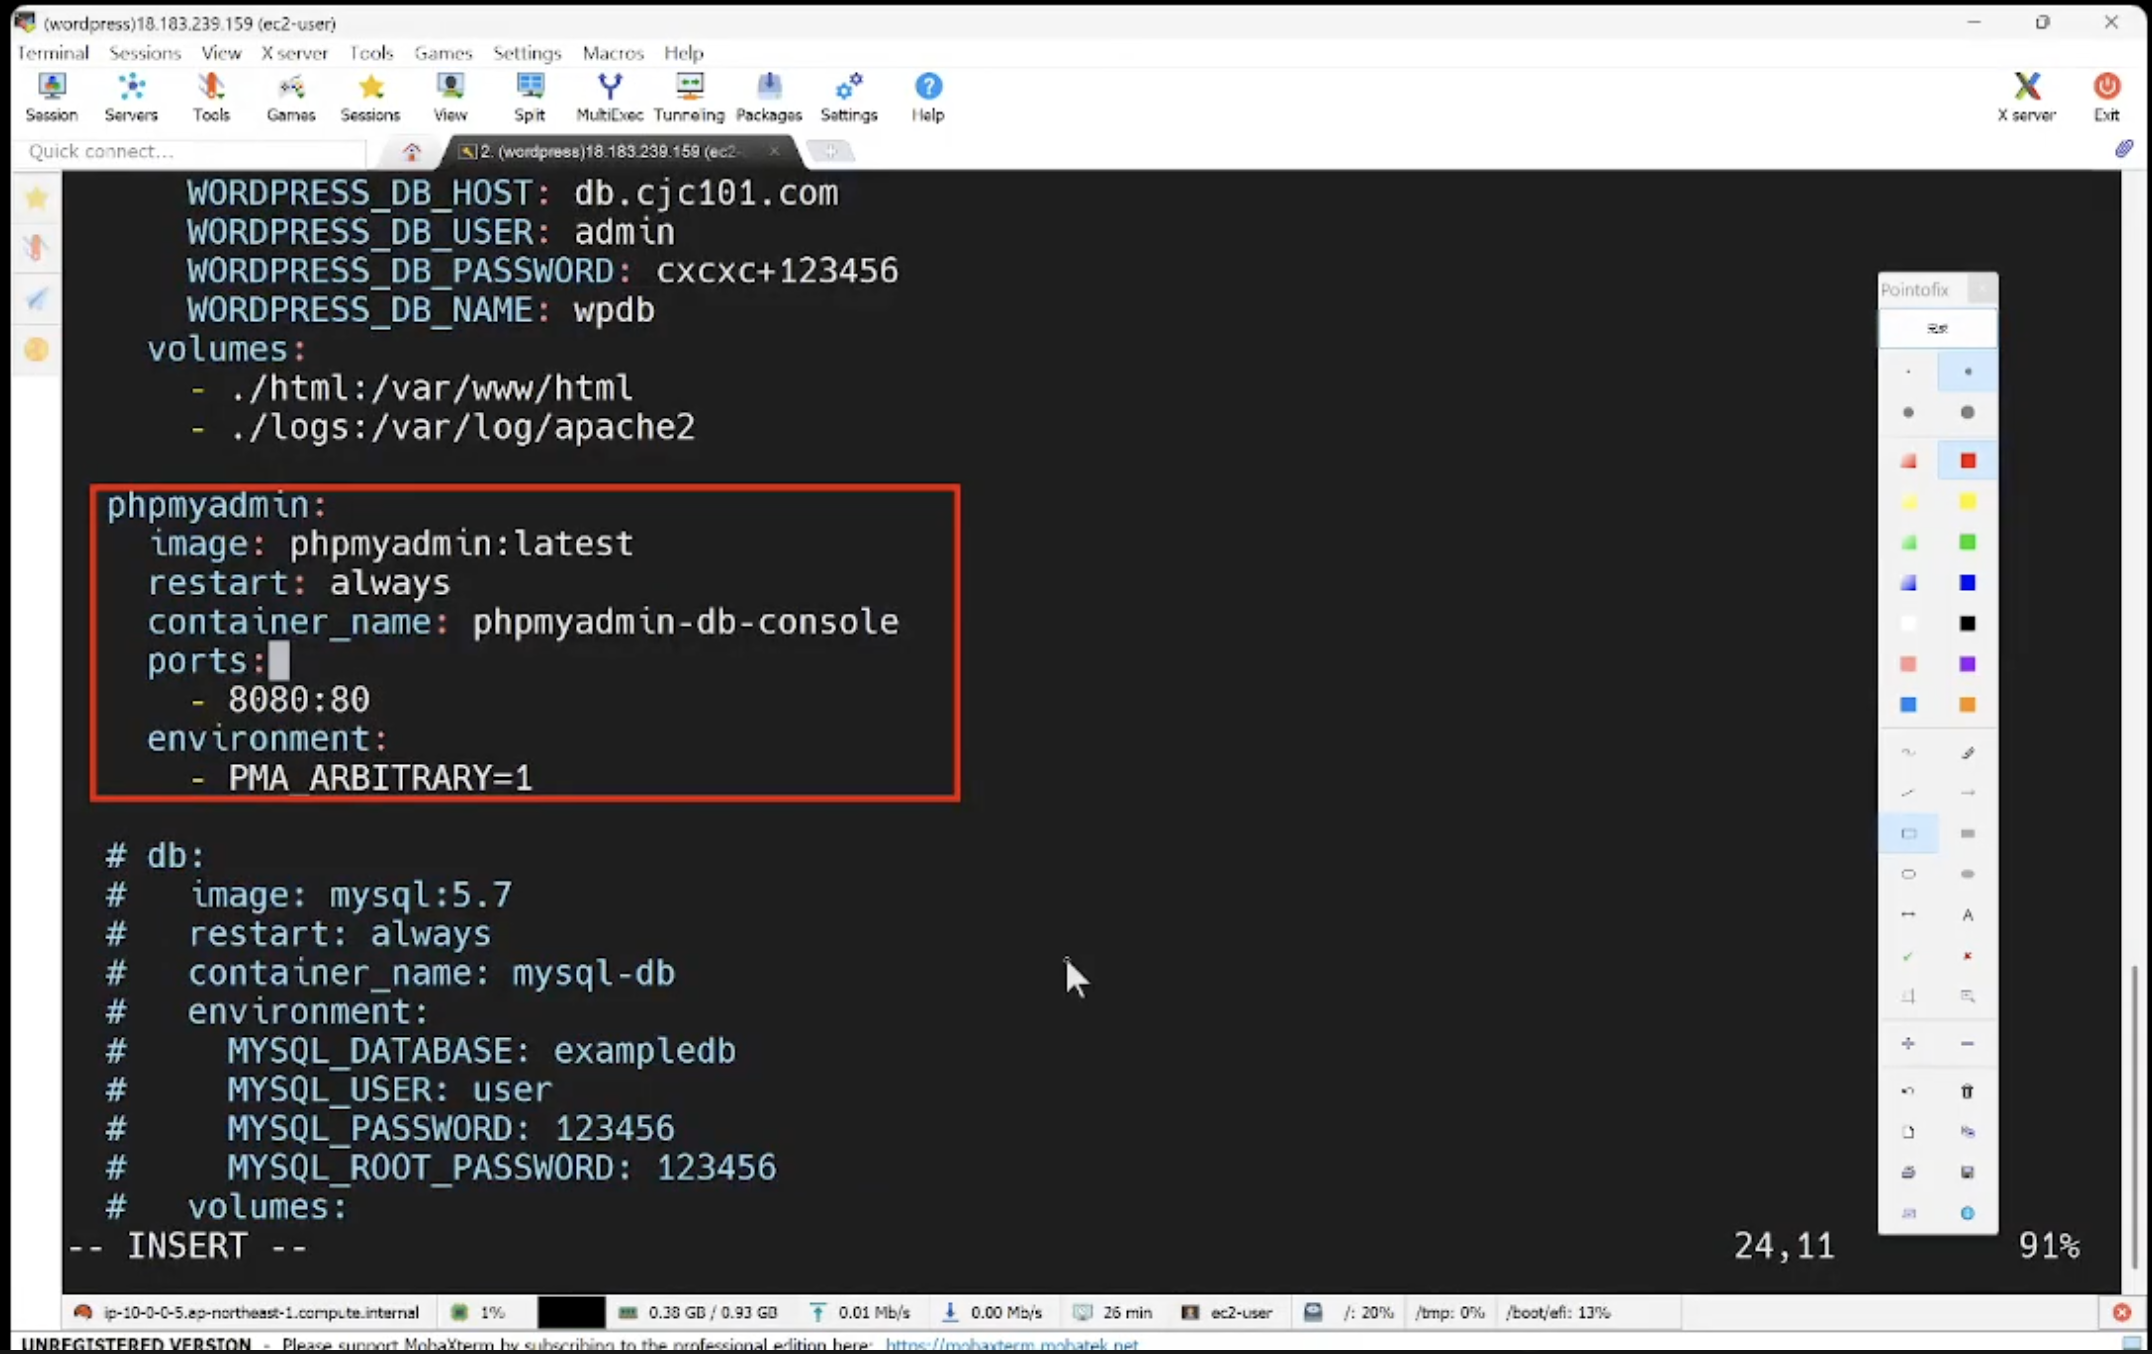 (wordpress)18.183.239.159 (ec2-user)
Terminal Sessions View X server Tools Games Settings Macros Help
Session Servers Tools Games Sessions View Split MultiExec Tunneling Packages Settings Help X server Exit
Quick connect...
2. (wordpress)18.183.239.159 (ec2-
WORDPRESS_DB_HOST: db.cjc101.com
WORDPRESS_DB_USER: admin
WORDPRESS_DB_PASSWORD: cxcxc+123456
WORDPRESS_DB_NAME: wpdb
volumes:
- ./html:/var/www/html
- ./logs:/var/log/apache2
phpmyadmin:
image: phpmyadmin:latest
restart: always
container_name: phpmyadmin-db-console
ports:
- 8080:80
environment:
- PMA_ARBITRARY=1
# db:
# image: mysql:5.7
# restart: always
# container_name: mysql-db
# environment:
# MYSQL_DATABASE: exampledb
# MYSQL_USER: user
# MYSQL_PASSWORD: 123456
# MYSQL_ROOT_PASSWORD: 123456
# volumes:
-- INSERT -- 24,11 91%
Pointofix
A
ip-10-0-0-5.ap-northeast-1.compute.internal 1% 0.38 GB / 0.93 GB 0.01 Mb/s 0.00 Mb/s 26 min ec2-user /: 20% /tmp: 0% /boot/efi: 13%
UNREGISTERED VERSION - Please support MobaXterm by subscribing to the professional edition here: https://mobaxterm.mobatek.net